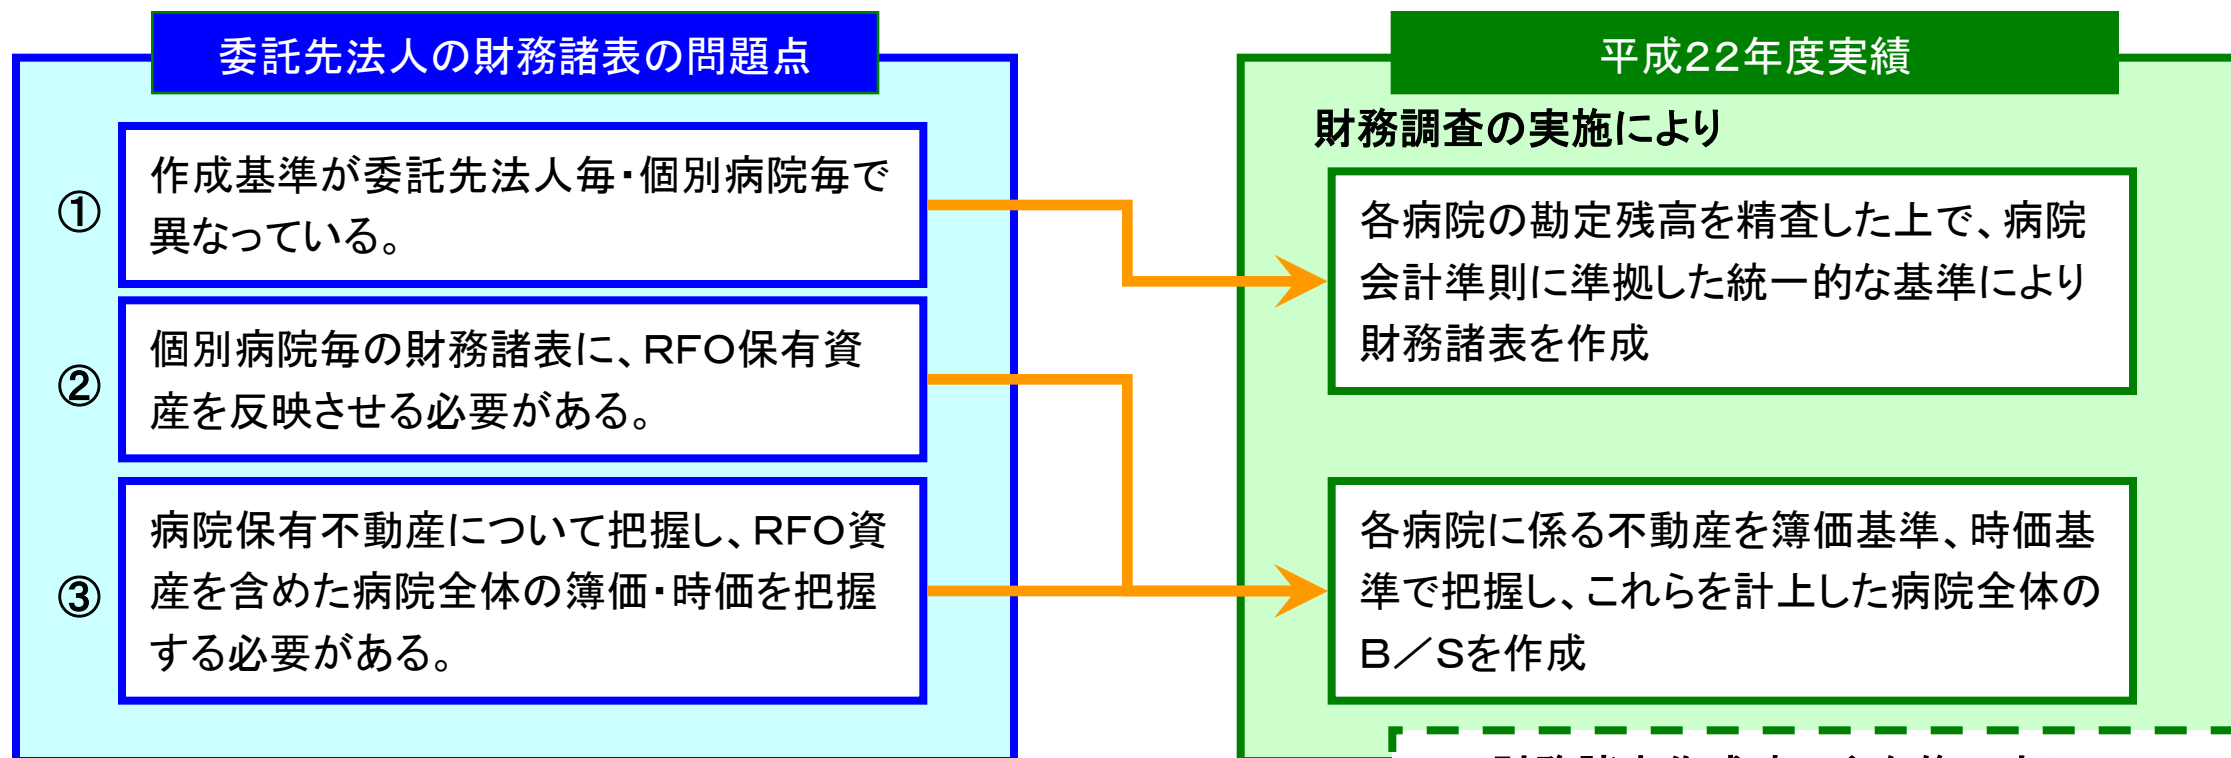 委託先法人の財務諸表の問題点
①
作成基準が委託先法人毎・個別病院毎で
異なっている。
②
個別病院毎の財務諸表に、ＲＦＯ保有資
産を反映させる必要がある。
③
病院保有不動産について把握し、ＲＦＯ資
産を含めた病院全体の簿価・時価を把握
する必要がある。
平成２２年度実績
財務調査の実施により
各病院の勘定残高を精査した上で、病院
会計準則に準拠した統一的な基準により
財務諸表を作成
各病院に係る不動産を簿価基準、時価基
準で把握し、これらを計上した病院全体の
Ｂ／Ｓを作成